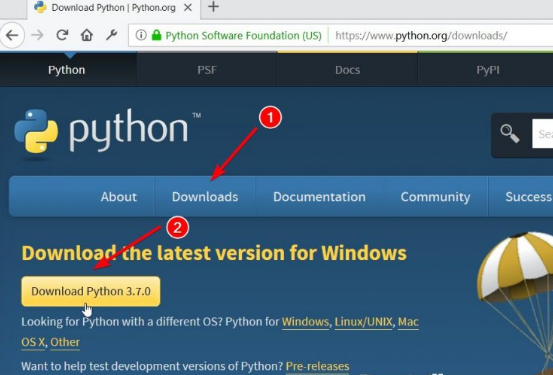 Download Python | Python.org × +
Python Software Foundation (US) https://www.python.org/downloads/
Python PSF Docs PyPI
python™
1
About Downloads Documentation Community Success
2
Download the latest version for Windows
Download Python 3.7.0
Looking for Python with a different OS? Python for Windows, Linux/UNIX, Mac
OS X, Other
Want to help test development versions of Python? Pre-releases